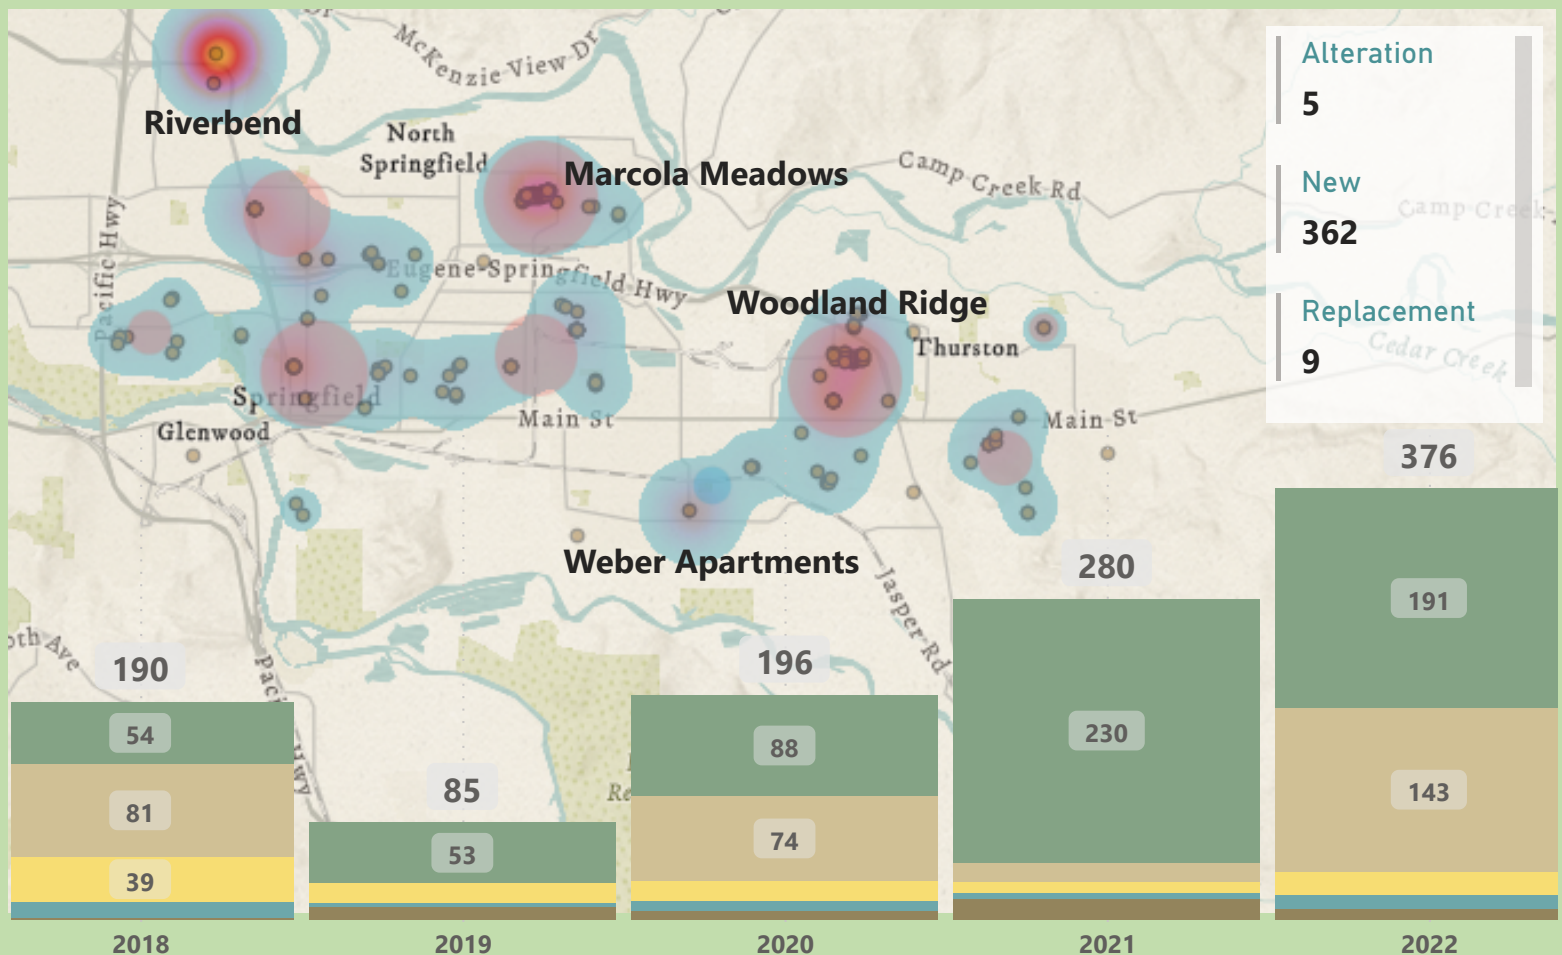 McKenzie View Dr
Riverbend
North
Springfield
Marcola Meadows
Camp Creek Rd
Camp Creek
Pacific Hwy
Eugene-Springfield Hwy
Woodland Ridge
Thurston
Cedar Creek
Springfield
Main St
Main St
Glenwood
Weber Apartments
Jasper Rd
Alteration
5
New
362
Replacement
9
190
54
81
39
85
53
196
88
74
280
230
376
191
143
2018
2019
2020
2021
2022